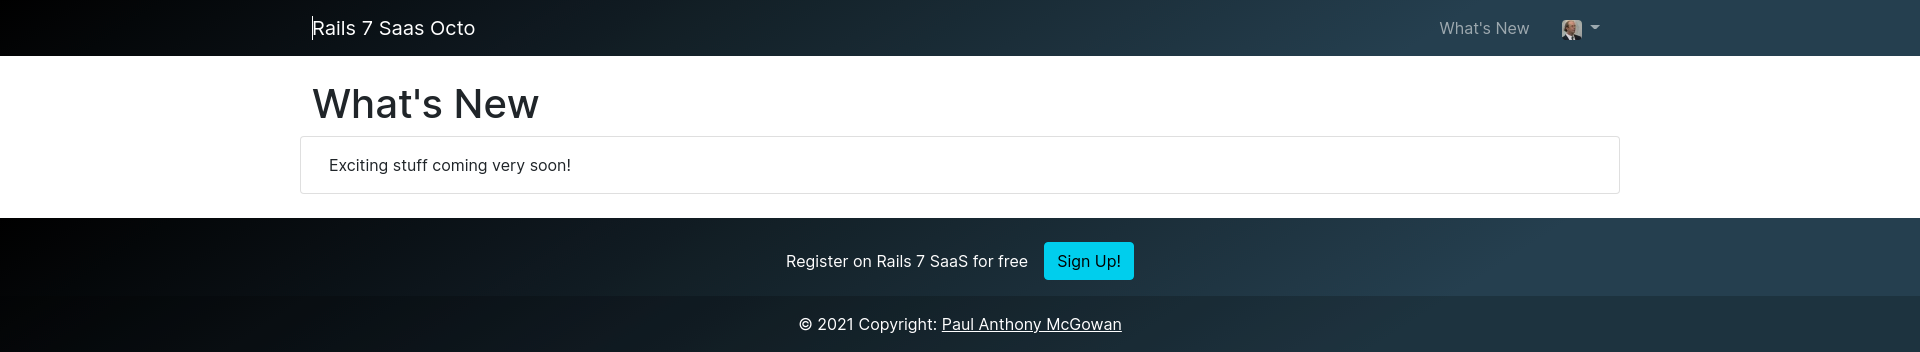 Rails 7 Saas Octo
What's New
What's New
Exciting stuff coming very soon!
Register on Rails 7 SaaS for free
Sign Up!
© 2021 Copyright: Paul Anthony McGowan